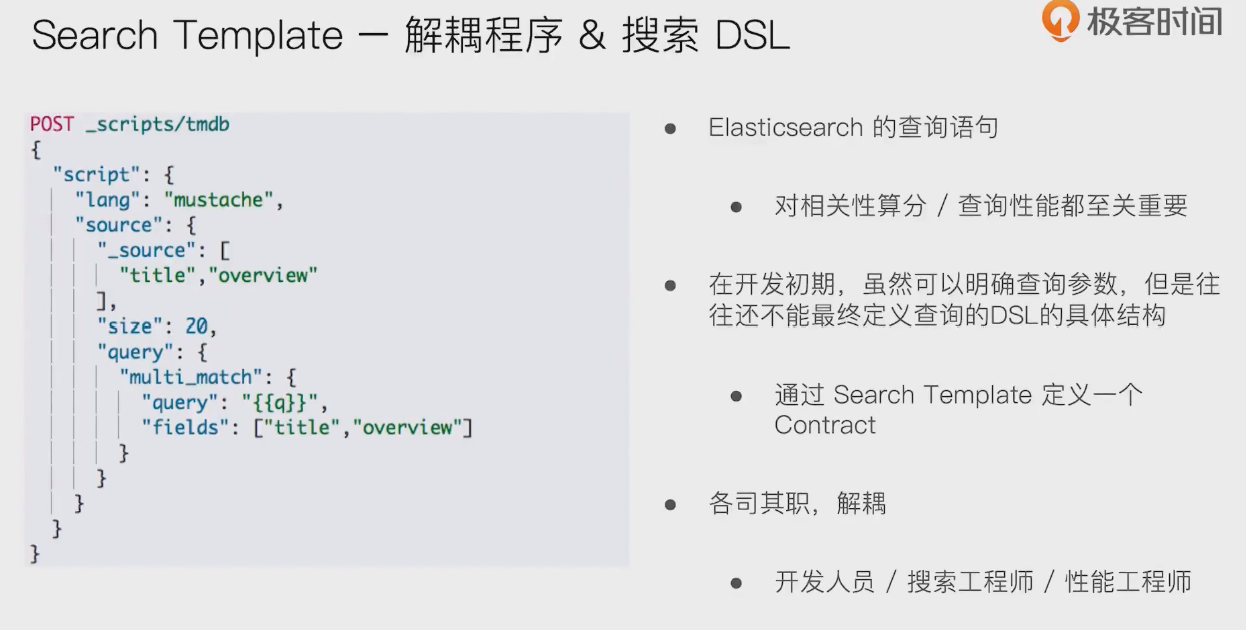 Search Template – 解耦程序 & 搜索 DSL
极客时间
POST _scripts/tmdb
{
  "script": {
    "lang": "mustache",
    "source": {
      "_source": [
        "title","overview"
      ],
      "size": 20,
      "query": {
        "multi_match": {
          "query": "{{q}}",
          "fields": ["title","overview"]
        }
      }
    }
  }
}
● Elasticsearch 的查询语句
● 对相关性算分 / 查询性能都至关重要
● 在开发初期，虽然可以明确查询参数，但是往
往还不能最终定义查询的DSL的具体结构
● 通过 Search Template 定义一个
Contract
● 各司其职，解耦
● 开发人员 / 搜索工程师 / 性能工程师